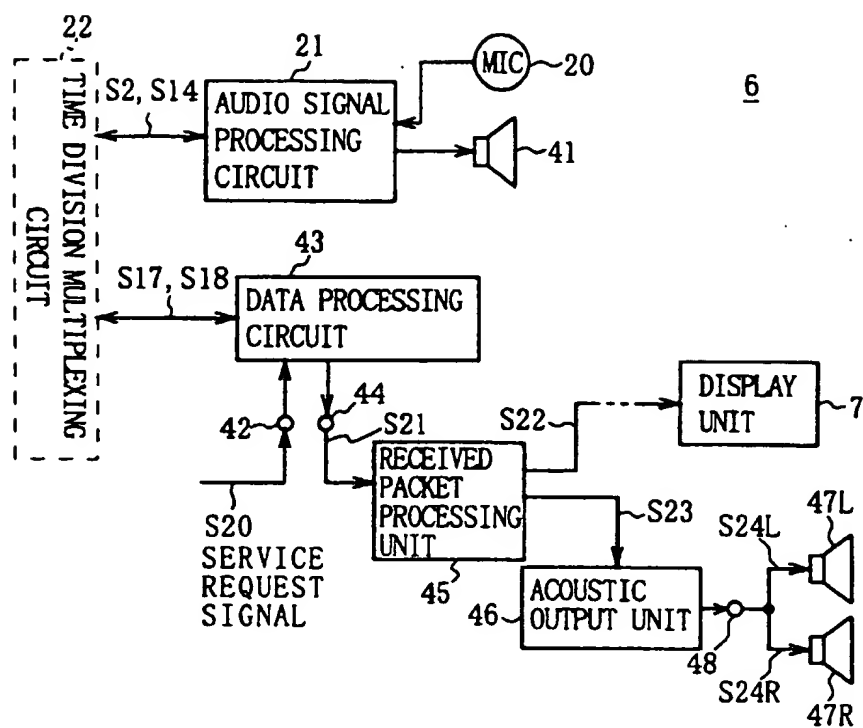 22
TIME DIVISION MULTIPLEXING
CIRCUIT
S2, S14
21
AUDIO SIGNAL
PROCESSING
CIRCUIT
MIC
20
41
6
S17, S18
43
DATA PROCESSING
CIRCUIT
42
44
S21
S20
SERVICE
REQUEST
SIGNAL
RECEIVED
PACKET
PROCESSING
UNIT
45
S22
DISPLAY
UNIT
7
S23
46
ACOUSTIC
OUTPUT UNIT
48
S24L
47L
S24R
47R